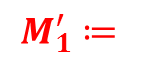 M′₁ :=